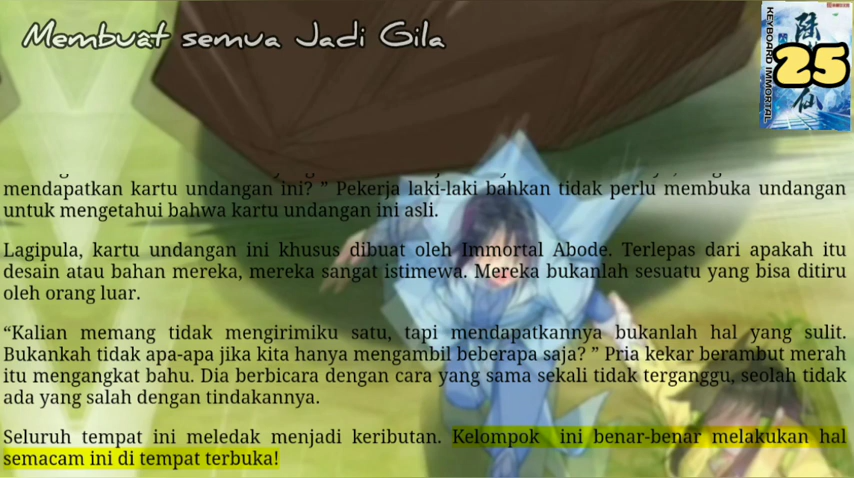 Membuat semua Jadi Gila
KEYBOARD IMMORTAL
25
mendapatkan kartu undangan ini? ” Pekerja laki-laki bahkan tidak perlu membuka undangan
untuk mengetahui bahwa kartu undangan ini asli.
Lagipula, kartu undangan ini khusus dibuat oleh Immortal Abode. Terlepas dari apakah itu
desain atau bahan mereka, mereka sangat istimewa. Mereka bukanlah sesuatu yang bisa ditiru
oleh orang luar.
“Kalian memang tidak mengirimiku satu, tapi mendapatkannya bukanlah hal yang sulit.
Bukankah tidak apa-apa jika kita hanya mengambil beberapa saja? ” Pria kekar berambut merah
itu mengangkat bahu. Dia berbicara dengan cara yang sama sekali tidak terganggu, seolah tidak
ada yang salah dengan tindakannya.
Seluruh tempat ini meledak menjadi keributan. Kelompok ini benar-benar melakukan hal
semacam ini di tempat terbuka!